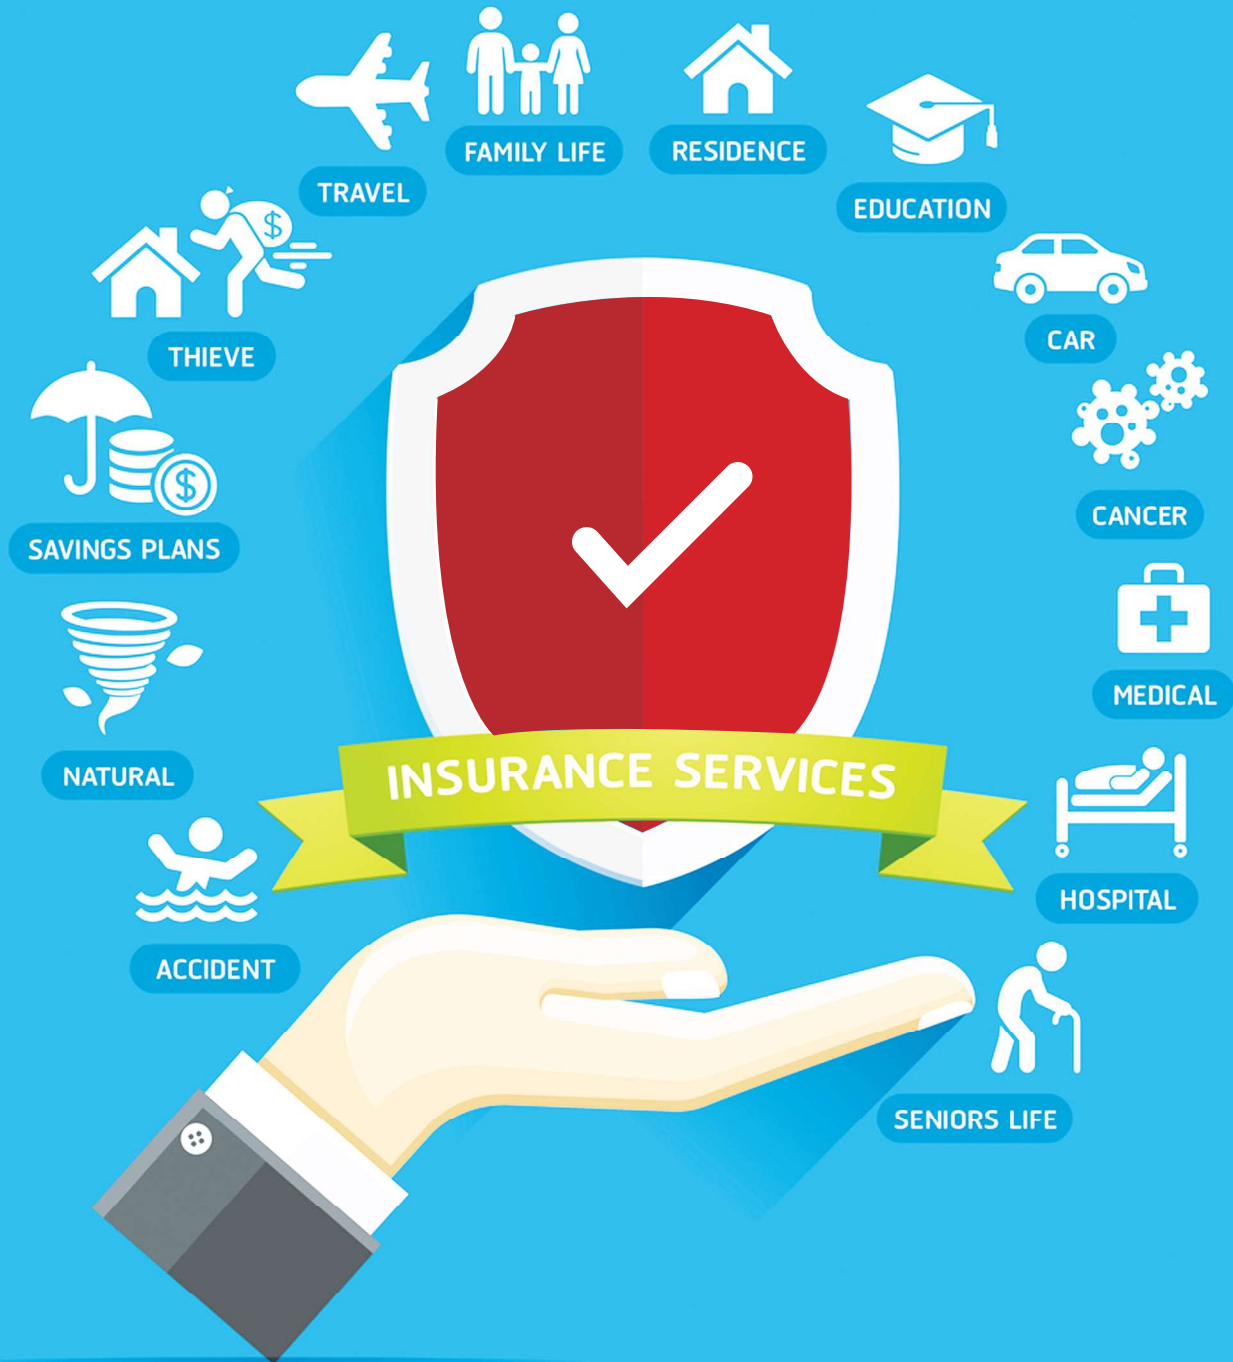 FAMILY LIFE
RESIDENCE
TRAVEL
EDUCATION
$
THIEVE
CAR
$
SAVINGS PLANS
CANCER
MEDICAL
NATURAL
INSURANCE SERVICES
HOSPITAL
ACCIDENT
SENIORS LIFE